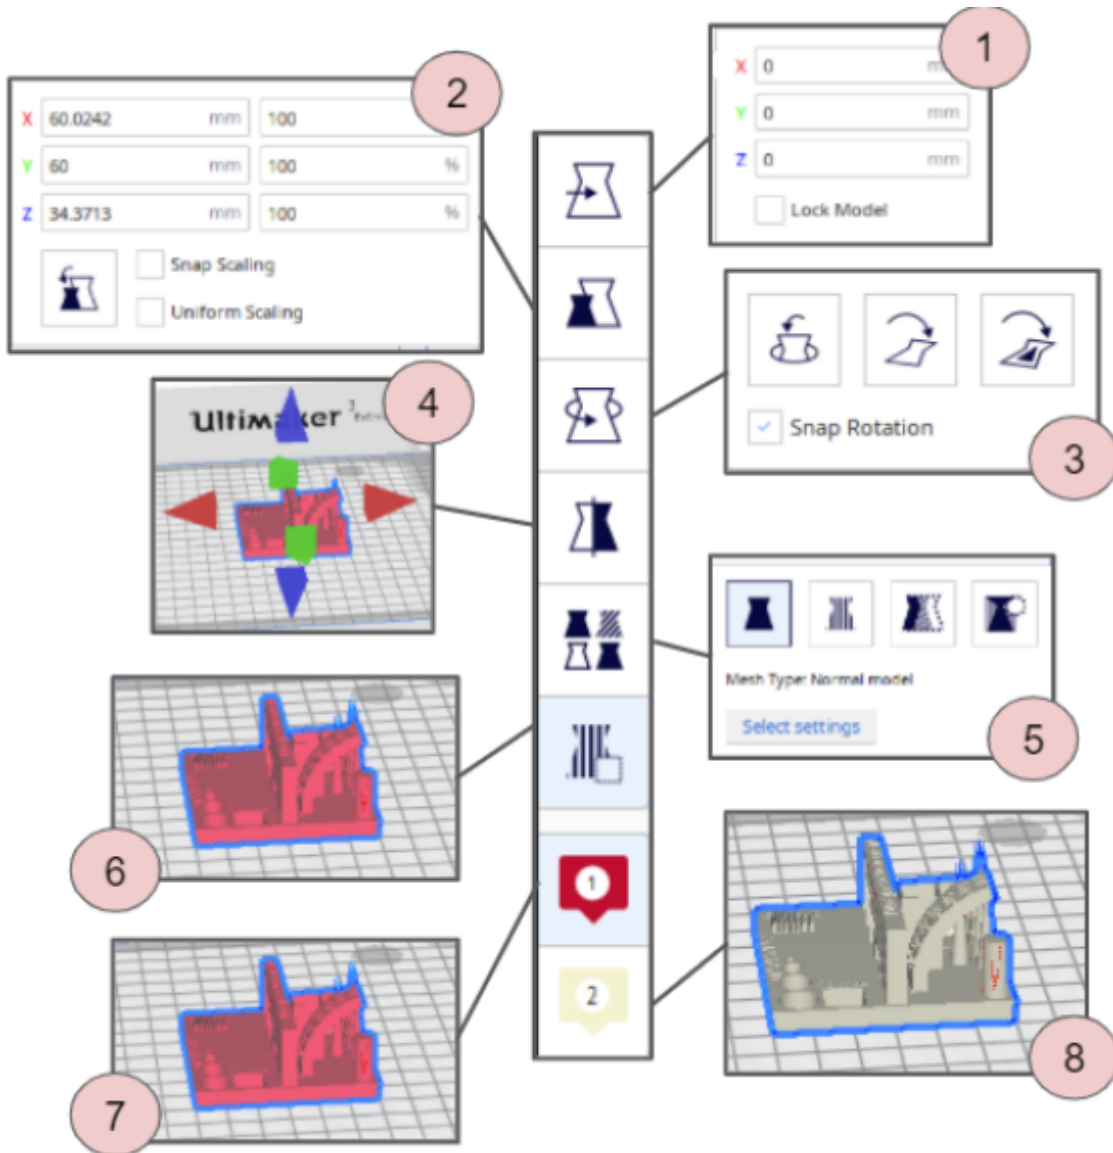 1
X 0 mm
Y 0 mm
Z 0 mm
Lock Model
2
X 60.0242 mm 100
Y 60 mm 100 %
Z 34.3713 mm 100 %
Snap Scaling
Uniform Scaling
3
Snap Rotation
4
Ultimaker
5
Mesh Type: Normal model
Select settings
6
1
7
2
8